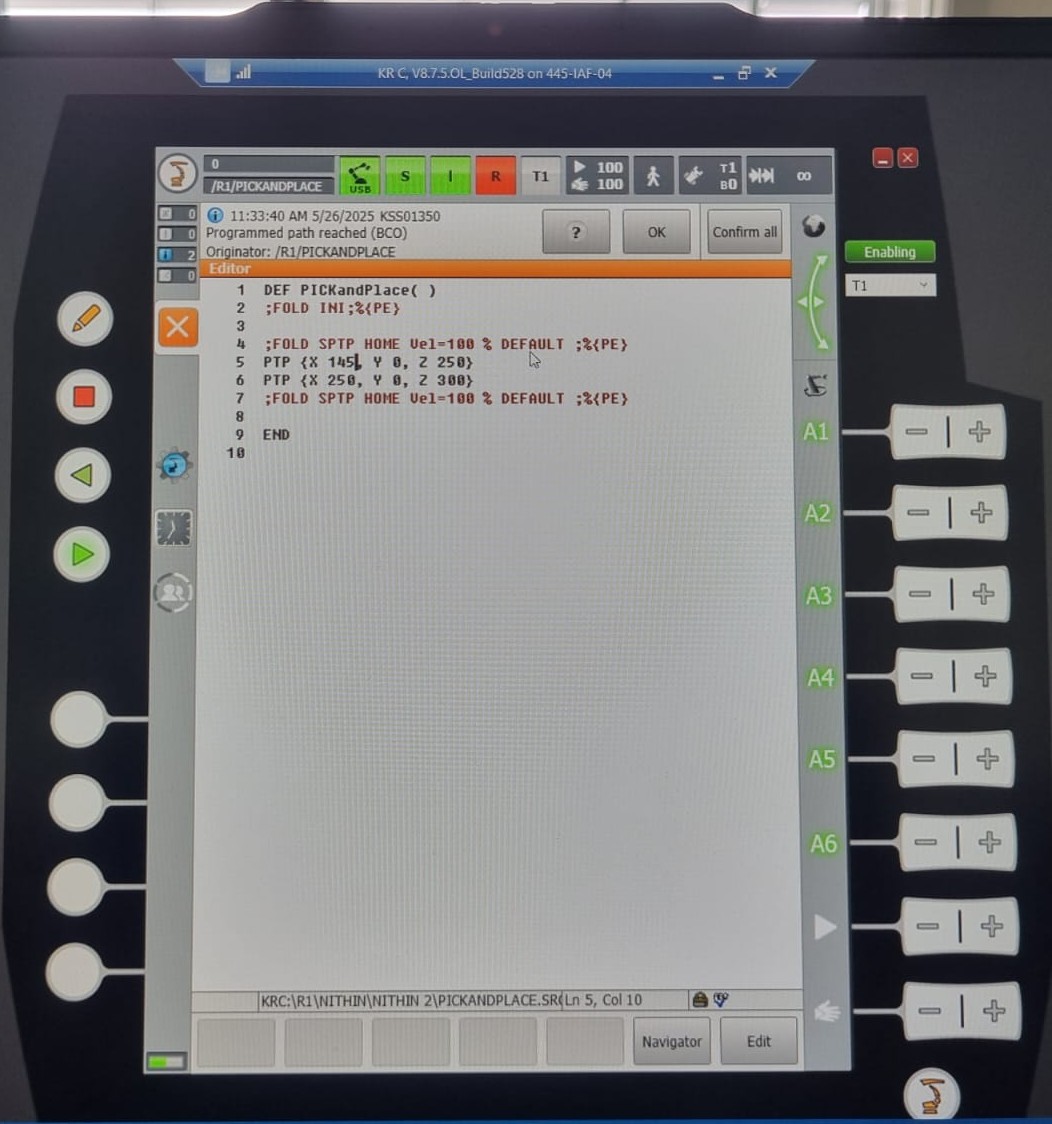 KR C, V8.7.5.OL_Build528 on 445-IAF-04
0
/R1/PICKANDPLACE
USB
S
I
R
T1
100
100
T1
B0
∞
0
0
2
0
11:33:40 AM 5/26/2025 KSS01350
Programmed path reached (BCO)
Originator: /R1/PICKANDPLACE
?
OK
Confirm all
Enabling
T1
Editor
1 DEF PICKandPlace( )
2 ;FOLD INI;%{PE}
3
4 ;FOLD SPTP HOME Vel=100 % DEFAULT ;%{PE}
5 PTP {X 145, Y 0, Z 250}
6 PTP {X 250, Y 0, Z 300}
7 ;FOLD SPTP HOME Vel=100 % DEFAULT ;%{PE}
8
9 END
10
A1
A2
A3
A4
A5
A6
KRC:\R1\NITHIN\NITHIN 2\PICKANDPLACE.SR Ln 5, Col 10
Navigator
Edit